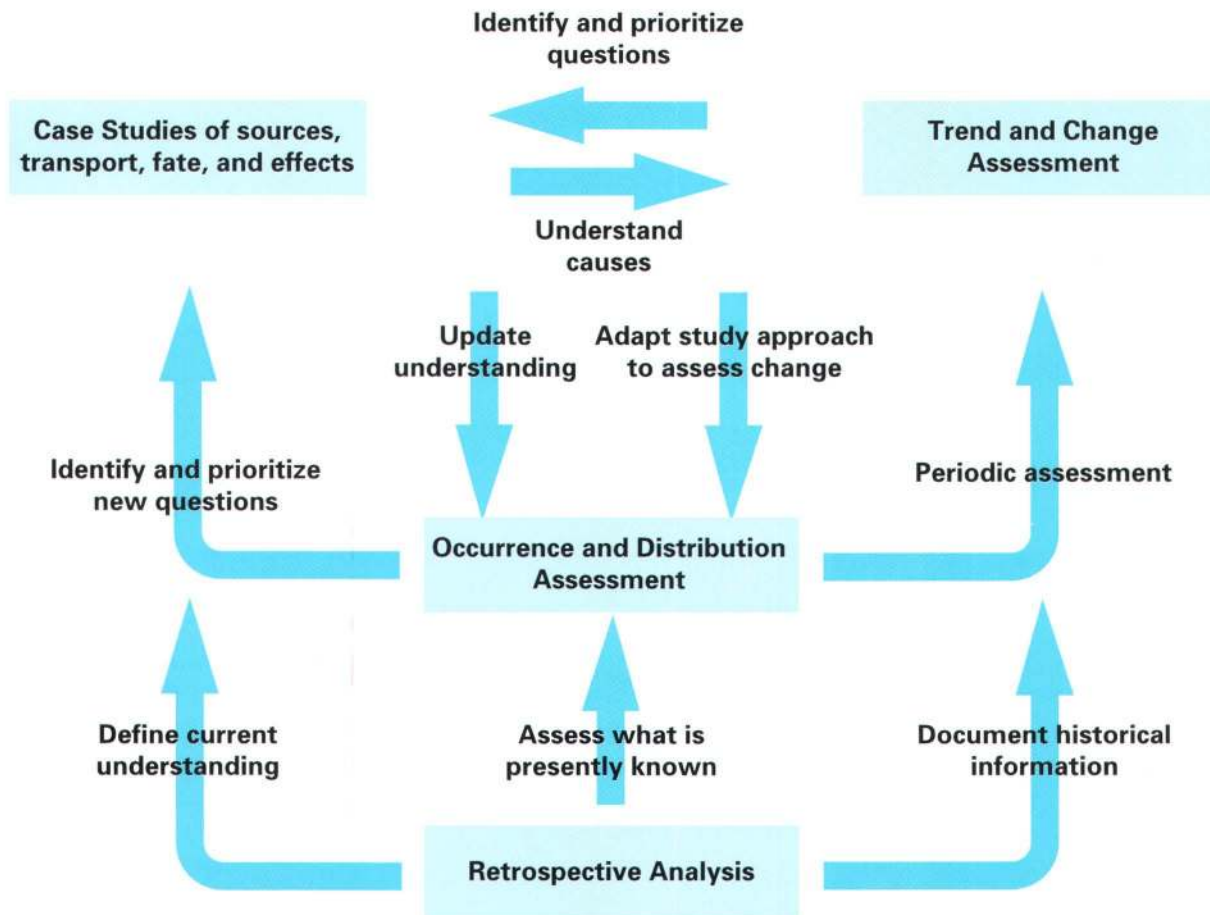 Identify and prioritize
questions
Case Studies of sources,
transport, fate, and effects
Trend and Change
Assessment
Understand
causes
Update
understanding
Adapt study approach
to assess change
Identify and prioritize
new questions
Periodic assessment
Occurrence and Distribution
Assessment
Define current
understanding
Assess what is
presently known
Document historical
information
Retrospective Analysis